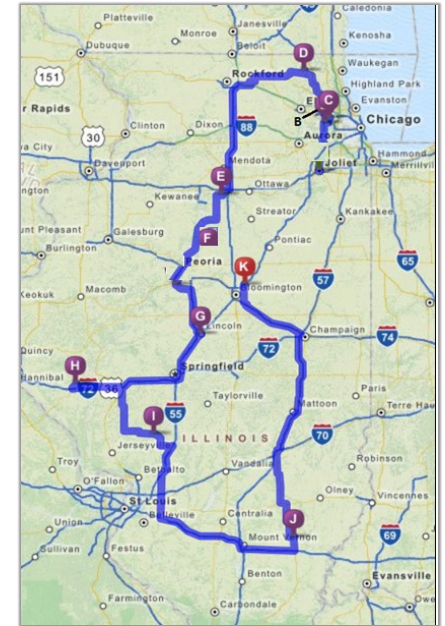 Caledonia
Platteville
Janesville
Monroe
Kenosha
Dubuque
Beloit
D
Waukegan
151
Rockford
Highland Park
C
E
Evanston
r Rapids
B
Clinton
Dixon
88
Chicago
30
Aurora
va City
Davenport
Mendota
Joliet
Hammond
Merrillvil
E
Ottawa
ngton
Kewanee
Streator
Kankakee
unt Pleasant
Galesburg
F
Pontiac
Burlington
Peoria
K
65
57
Keokuk
Macomb
Bloomington
G
Lincoln
Champaign
74
72
Quincy
H
Springfield
Hannibal
72
36
Paris
Taylorville
I
55
Mattoon
Terre Hau
ILLINOIS
70
Jerseyvill
Troy
Bethalto
Vandalia
Robinson
O'Fallon
Olney
Vincennes
St Louis
Belleville
Centralia
J
Union
Mount Vernon
69
Sullivan
Festus
Benton
Evansville
Farmington
Carbondale
Owe